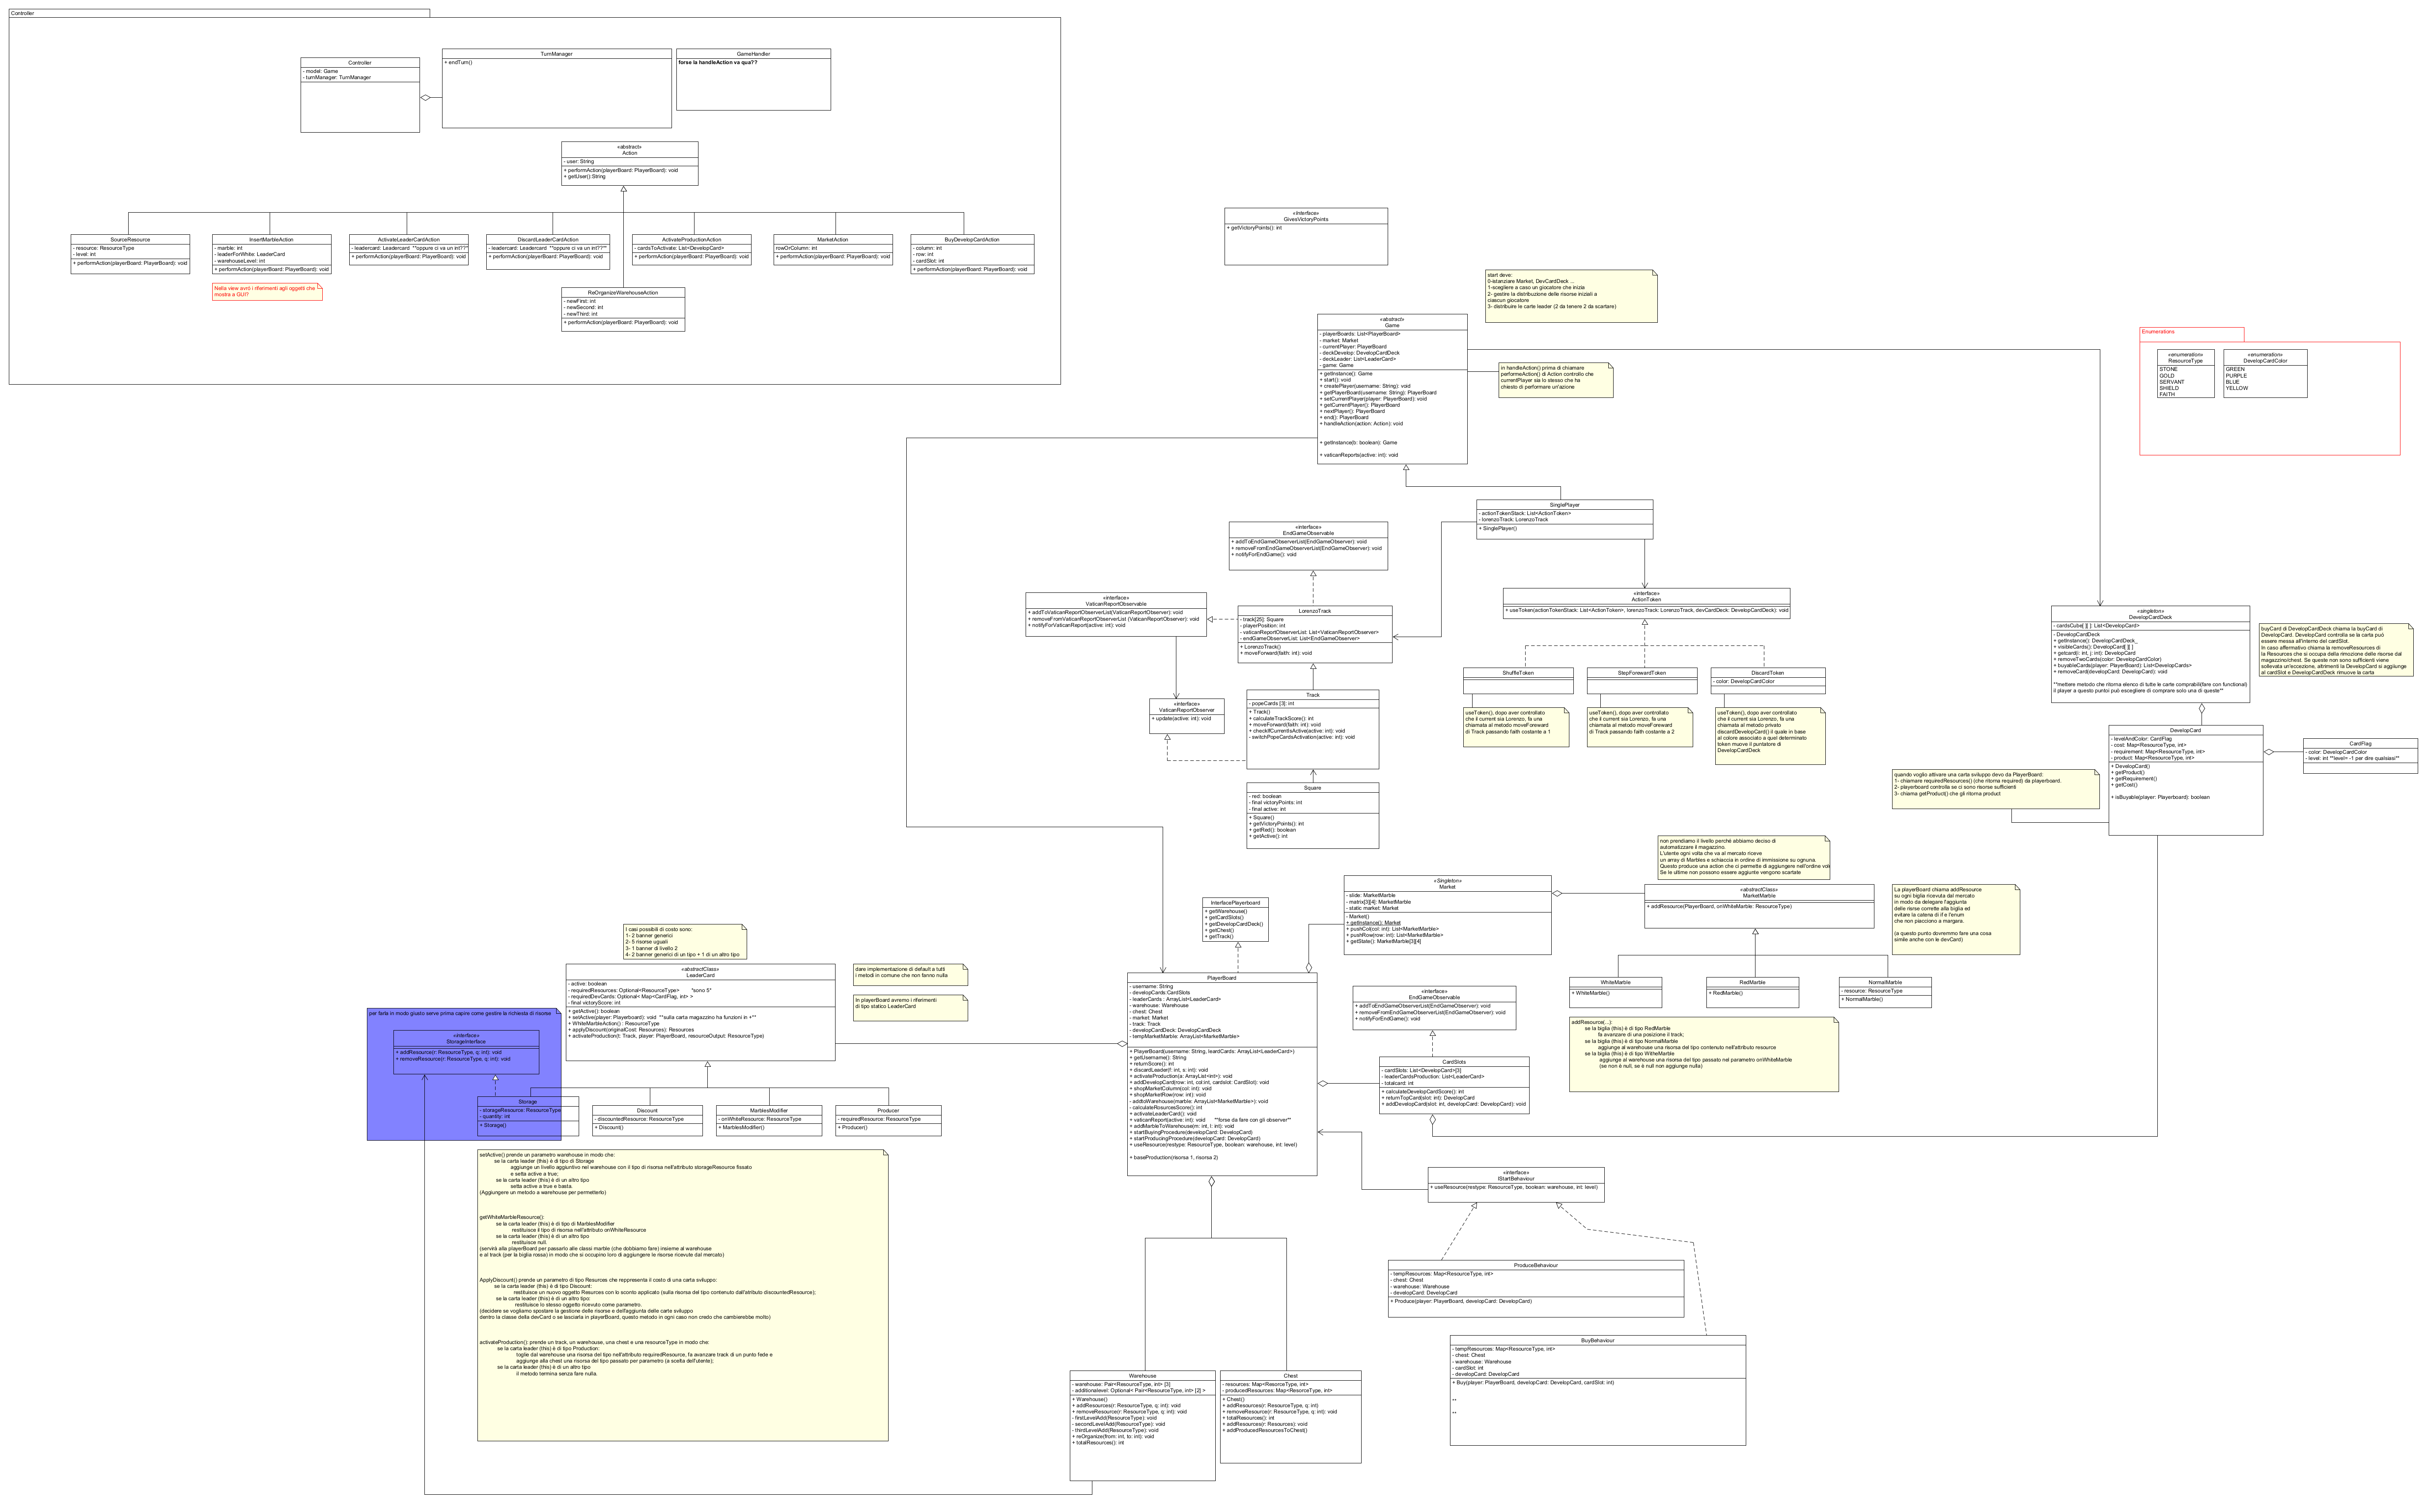 Controller
Controller
- model: Game
- turnManager: TurnManager
TurnManager
+ endTurn()
GameHandler
forse la handleAction va qua??
«abstract»
Action
- user: String
+ performAction(playerBoard: PlayerBoard): void
+ getUser():String
SourceResource
- resource: ResourceType
- level: int
+ performAction(playerBoard: PlayerBoard): void
InsertMarbleAction
- marble: int
- leaderForWhite: LeaderCard
- warehouseLevel: int
+ performAction(playerBoard: PlayerBoard): void
Nella view avrò i riferimenti agli oggetti che
mostra a GUI?
ActivateLeaderCardAction
- leadercard: Leadercard **oppure ci va un int??**
+ performAction(playerBoard: PlayerBoard): void
DiscardLeaderCardAction
- leadercard: Leadercard **oppure ci va un int??**
+ performAction(playerBoard: PlayerBoard): void
ActivateProductionAction
- cardsToActivate: List<DevelopCard>
+ performAction(playerBoard: PlayerBoard): void
MarketAction
rowOrColumn: int
+ performAction(playerBoard: PlayerBoard): void
BuyDevelopCardAction
- column: int
- row: int
- cardSlot: int
+ performAction(playerBoard: PlayerBoard): void
ReOrganizeWarehouseAction
- newFirst: int
- newSecond: int
- newThird: int
+ performAction(playerBoard: PlayerBoard): void
«interface»
GivesVictoryPoints
+ getVictoryPoints(): int
start deve:
0-istanziare Market, DevCardDeck ...
1-scegliere a caso un giocatore che inizia
2- gestire la distribuzione delle risorse iniziali a
ciascun giocatore
3- distribuire le carte leader (2 da tenere 2 da scartare)
«abstract»
Game
- playerBoards: List<PlayerBoard>
- market: Market
- currentPlayer: PlayerBoard
- deckDevelop: DevelopCardDeck
- deckLeader: List<LeaderCard>
- game: Game
+ getInstance(): Game
+ start(): void
+ createPlayer(username: String): void
+ getPlayerBoard(username: String): PlayerBoard
+ setCurrentPlayer(player: PlayerBoard): void
+ getCurrentPlayer(): PlayerBoard
+ nextPlayer(): PlayerBoard
+ end(): PlayerBoard
+ handleAction(action: Action): void
+ getInstance(b: boolean): Game
+ vaticanReports(active: int): void
in handleAction() prima di chiamare
performeAction() di Action controllo che
currentPlayer sia lo stesso che ha
chiesto di performare un'azione
Enumerations
«enumeration»
ResourceType
STONE
GOLD
SERVANT
SHIELD
FAITH
«enumeration»
DevelopCardColor
GREEN
PURPLE
BLUE
YELLOW
SinglePlayer
- actionTokenStack: List<ActionToken>
- lorenzoTrack: LorenzoTrack
+ SinglePlayer()
«interface»
EndGameObservable
+ addToEndGameObserverList(EndGameObserver): void
+ removeFromEndGameObserverList(EndGameObserver): void
+ notifyForEndGame(): void
«interface»
VaticanReportObservable
+ addToVaticanReportObserverList(VaticanReportObserver): void
+ removeFromVaticanReportObserverList (VaticanReportObserver): void
+ notifyForVaticanReport(active: int): void
LorenzoTrack
- track[25]: Square
- playerPosition: int
- vaticanReportObserverList: List<VaticanReportObserver>
- endGameObserverList: List<EndGameObserver>
+ LorenzoTrack()
+ moveForward(faith: int): void
«interface»
ActionToken
+ useToken(actionTokenStack: List<ActionToken>, lorenzoTrack: LorenzoTrack, devCardDeck: DevelopCardDeck): void
ShuffleToken
StepForewardToken
DiscardToken
- color: DevelopCardColor
useToken(), dopo aver controllato
che il current sia Lorenzo, fa una
chiamata al metodo moveForeward
di Track passando faith costante a 1
useToken(), dopo aver controllato
che il current sia Lorenzo, fa una
chiamata al metodo moveForeward
di Track passando faith costante a 2
useToken(), dopo aver controllato
che il current sia Lorenzo, fa una
chiamata al metodo privato
discardDevelopCard() il quale in base
al colore associato a quel determinato
token muove il puntatore di
DevelopCardDeck
«interface»
VaticanReportObserver
+ update(active: int): void
Track
- popeCards [3]: int
+ Track()
+ calculateTrackScore(): int
+ moveForward(faith: int): void
+ checkIfCurrentIsActive(active: int): void
- switchPopeCardsActivation(active: int): void
Square
- red: boolean
- final victoryPoints: int
- final active: int
+ Square()
+ getVictoryPoints(): int
+ getRed(): boolean
+ getActive(): int
«singleton»
DevelopCardDeck
- cardsCube[ ][ ]: List<DevelopCard>
- DevelopCardDeck
+ getInstance(): DevelopCardDeck_
+ visibleCards(): DevelopCard[ ][ ]
+ getcard(i: int, j: int): DevelopCard
+ removeTwoCards(color: DevelopCardColor)
+ buyableCards(player: PlayerBoard): List<DevelopCards>
+ removeCard(developCard: DevelopCard): void
**mettere metodo che ritorna elenco di tutte le carte comprabili(fare con functional)
il player a questo puntoi può escegliere di comprare solo una di queste**
buyCard di DevelopCardDeck chiama la buyCard di
DevelopCard. DevelopCard controlla se la carta può
essere messa all'interno del cardSlot.
In caso affermativo chiama la removeResources di
la Resources che si occupa della rimozione delle risorse dal
magazzino/chest. Se queste non sono sufficienti viene
sollevata un'eccezione, altrimenti la DevelopCard si aggiunge
al cardSlot e DevelopCardDeck rimuove la carta
DevelopCard
- levelAndColor: CardFlag
- cost: Map<ResourceType, int>
- requirement: Map<ResourceType, int>
- product: Map<ResourceType, int>
+ DevelopCard()
+ getProduct()
+ getRequirement()
+ getCost()
+ isBuyable(player: Playerboard): boolean
CardFlag
- color: DevelopCardColor
- level: int **level= -1 per dire qualsiasi**
quando voglio attivare una carta sviluppo devo da PlayerBoard:
1- chiamare requiredResources() (che ritorna required) da playerboard.
2- playerboard controlla se ci sono risorse sufficienti
3- chiama getProduct() che gli ritorna product
non prendiamo il livello perché abbiamo deciso di
automatizzare il magazzino.
L'utente ogni volta che va al mercato riceve
un array di Marbles e schiaccia in ordine di immissione su ognuna.
Questo produce una action che ci permette di aggiungere nell'ordine vol
Se le ultime non possono essere aggiunte vengono scartate
«Singleton»
Market
- slide: MarketMarble
- matrix[3][4]: MarketMarble
- static market: Market
- Market()
+ getInstance(): Market
+ pushCol(col: int): List<MarketMarble>
+ pushRow(row: int): List<MarketMarble>
+ getState(): MarketMarble[3][4]
«abstractClass»
MarketMarble
+ addResource(PlayerBoard, onWhiteMarble: ResourceType)
La playerBoard chiama addResource
su ogni biglia ricevuta dal mercato
in modo da delegare l'aggiunta
delle risrse corrette alla biglia ed
evitare la catena di if e l'enum
che non piacciono a margara.
(a questo punto dovremmo fare una cosa
simile anche con le devCard)
WhiteMarble
+ WhiteMarble()
RedMarble
+ RedMarble()
NormalMarble
- resource: ResourceType
+ NormalMarble()
addResource(...):
se la biglia (this) è di tipo RedMarble
fa avanzare di una posizione il track;
se la biglia (this) è di tipo NormalMarble
aggiunge al warehouse una risorsa del tipo contenuto nell'attributo resource
se la biglia (this) è di tipo WithleMarble
aggiunge al warehouse una risorsa del tipo passato nel parametro onWhiteMarble
(se non è null, se è null non aggiunge nulla)
InterfacePlayerboard
+ getWarehouse()
+ getCardSlots()
+ getDevelopCardDeck()
+ getChest()
+ getTrack()
I casi possibili di costo sono:
1- 2 banner generici
2- 5 risorse uguali
3- 1 banner di livello 2
4- 2 banner generici di un tipo + 1 di un altro tipo
«abstractClass»
LeaderCard
- active: boolean
- requiredResources: Optional<ResourceType> "sono 5"
- requiredDevCards: Optional< Map<CardFlag, int> >
- final victoryScore: int
+ getActive(): boolean
+ setActive(player: Playerboard): void **sulla carta magazzino ha funzioni in +**
+ WhiteMarbleAction() : ResourceType
+ applyDiscount(originalCost: Resources): Resources
+ activateProduction(t: Track, player: PlayerBoard, resourceOutput: ResourceType)
dare implementazione di default a tutti
i metodi in comune che non fanno nulla
In playerBoard avremo i riferimenti
di tipo statico LeaderCard
per farla in modo giusto serve prima capire come gestire la richiesta di risorse
«interface»
StorageInterface
+ addResource(r: ResourceType, q: int): void
+ removeResource(r: ResourceType, q: int): void
Storage
- storageResource: ResourceType
- quantity: int
+ Storage()
Discount
- discountedResource: ResourceType
+ Discount()
MarblesModifier
- onWhiteResource: ResourceType
+ MarblesModifier()
Producer
- requiredResource: ResourceType
+ Producer()
PlayerBoard
- username: String
- developCards:CardSlots
- leaderCards : ArrayList<LeaderCard>
- warehouse: Warehouse
- chest: Chest
- market: Market
- track: Track
- developCardDeck: DevelopCardDeck
- tempMarketMarble: ArrayList<MarketMarble>
+ PlayerBoard(username: String, leardCards: ArrayList<LeaderCard>)
+ getUsername(): String
+ returnScore(): int
+ discardLeader(f: int, s: int): void
+ activateProduction(a: ArrayList<int>): void
+ addDevelopCard(row: int, col:int, cardslot: CardSlot): void
+ shopMarketColumn(col: int): void
+ shopMarketRow(row: int): void
- addtoWarehouse(marble: ArrayList<MarketMarble>): void
- calculateRosurcesScore(): int
+ activateLeaderCard(): void
+ vaticanReport(active: int): void **forse da fare con gli observer**
+ addMarbleToWarehouse(m: int, l: int): void
+ startBuyingProcedure(developCard: DevelopCard)
+ startProducingProcedure(developCard: DevelopCard)
+ useResource(restype: ResourceType, boolean: warehouse, int: level)
+ baseProduction(risorsa 1, risorsa 2)
«interface»
EndGameObservable
+ addToEndGameObserverList(EndGameObserver): void
+ removeFromEndGameObserverList(EndGameObserver): void
+ notifyForEndGame(): void
CardSlots
- cardSlots: List<DevelopCard>[3]
- leaderCardsProduction: List<LeaderCard>
- totalcard: int
+ calculateDevelopCardScore(): int
+ returnTopCard(slot: int): DevelopCard
+ addDevelopCard(slot: int, developCard: DevelopCard): void
«interface»
IStartBehaviour
+ useResource(restype: ResourceType, boolean: warehouse, int: level)
ProduceBehaviour
- tempResources: Map<ResourceType, int>
- chest: Chest
- warehouse: Warehouse
- developCard: DevelopCard
+ Produce(player: PlayerBoard, developCard: DevelopCard)
BuyBehaviour
- tempResources: Map<ResourceType, int>
- chest: Chest
- warehouse: Warehouse
- cardSlot: int
- developCard: DevelopCard
+ Buy(player: PlayerBoard, developCard: DevelopCard, cardSlot: int)
**
**
setActive() prende un parametro warehouse in modo che:
se la carta leader (this) è di tipo di Storage
aggiunge un livello aggiuntivo nel warehouse con il tipo di risorsa nell'attributo storageResource fissato
e setta active a true;
se la carta leader (this) è di un altro tipo
setta active a true e basta.
(Aggiungere un metodo a warehouse per permetterlo)
getWhiteMarbleResource():
se la carta leader (this) è di tipo di MarblesModifier
restituisce il tipo di risorsa nell'attributo onWhiteResource
se la carta leader (this) è di un altro tipo
restituisce null.
(servirà alla playerBoard per passarlo alle classi marble (che dobbiamo fare) insieme al warehouse
e al track (per la biglia rossa) in modo che si occupino loro di aggiungere le risorse ricevute dal mercato)
ApplyDiscount() prende un parametro di tipo Resurces che reppresenta il costo di una carta sviluppo:
se la carta leader (this) è di tipo Discount:
restituisce un nuovo oggetto Resurces con lo sconto applicato (sulla risorsa del tipo contenuto dall'atributo discountedResource);
se la carta leader (this) è di un altro tipo:
restituisce lo stesso oggetto ricevuto come parametro.
(decidere se vogliamo spostare la gestione delle risorse e dell'aggiunta delle carte sviluppo
dentro la classe della devCard o se lasciarla in playerBoard, questo metodo in ogni caso non credo che cambierebbe molto)
activateProduction(): prende un track, un warehouse, una chest e una resourceType in modo che:
se la carta leader (this) è di tipo Production:
toglie dal warehouse una risorsa del tipo nell'attributo requiredResource, fa avanzare track di un punto fede e
aggiunge alla chest una risorsa del tipo passato per parametro (a scelta dell'utente);
se la carta leader (this) è di un altro tipo
il metodo termina senza fare nulla.
Warehouse
- warehouse: Pair<ResourceType, int> [3]
- additionalevel: Optional< Pair<ResourceType, int> [2] >
+ Warehouse()
+ addResources(r: ResourceType, q: int): void
+ removeResource(r: ResourceType, q: int): void
- firstLevelAdd(ResourceType): void
- secondLevelAdd(ResourceType): void
- thirdLevelAdd(ResourceType): void
+ reOrganize(from: int, to: int): void
+ totalResources(): int
Chest
- resources: Map<ResorceType, int>
- producedResources: Map<ResorceType, int>
+ Chest()
+ addResources(r: ResourceType, q: int)
+ removeResource(r: ResourceType, q: int): void
+ totalResources(): int
+ addResources(r: Resources): void
+ addProducedResourcesToChest()